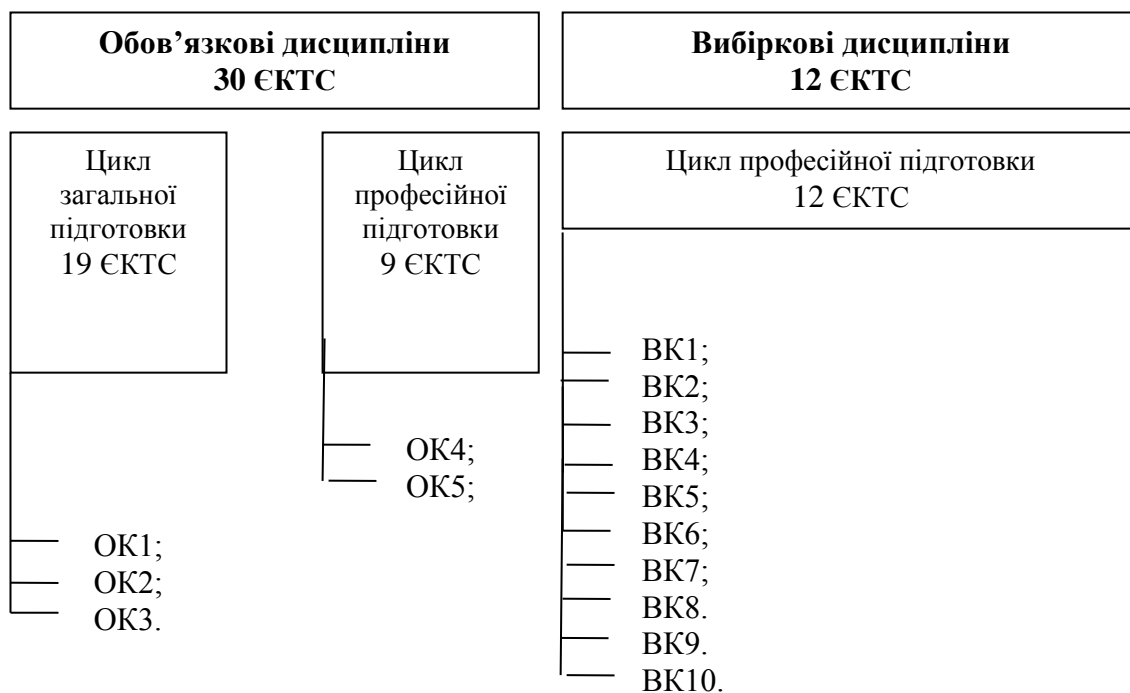 Обов’язкові дисципліни
30 ЄКТС
Вибіркові дисципліни
12 ЄКТС
Цикл
загальної
підготовки
19 ЄКТС
Цикл
професійної
підготовки
9 ЄКТС
Цикл професійної підготовки
12 ЄКТС
ОК1;
ОК2;
ОК3.
ОК4;
ОК5;
ВК1;
ВК2;
ВК3;
ВК4;
ВК5;
ВК6;
ВК7;
ВК8.
ВК9.
ВК10.